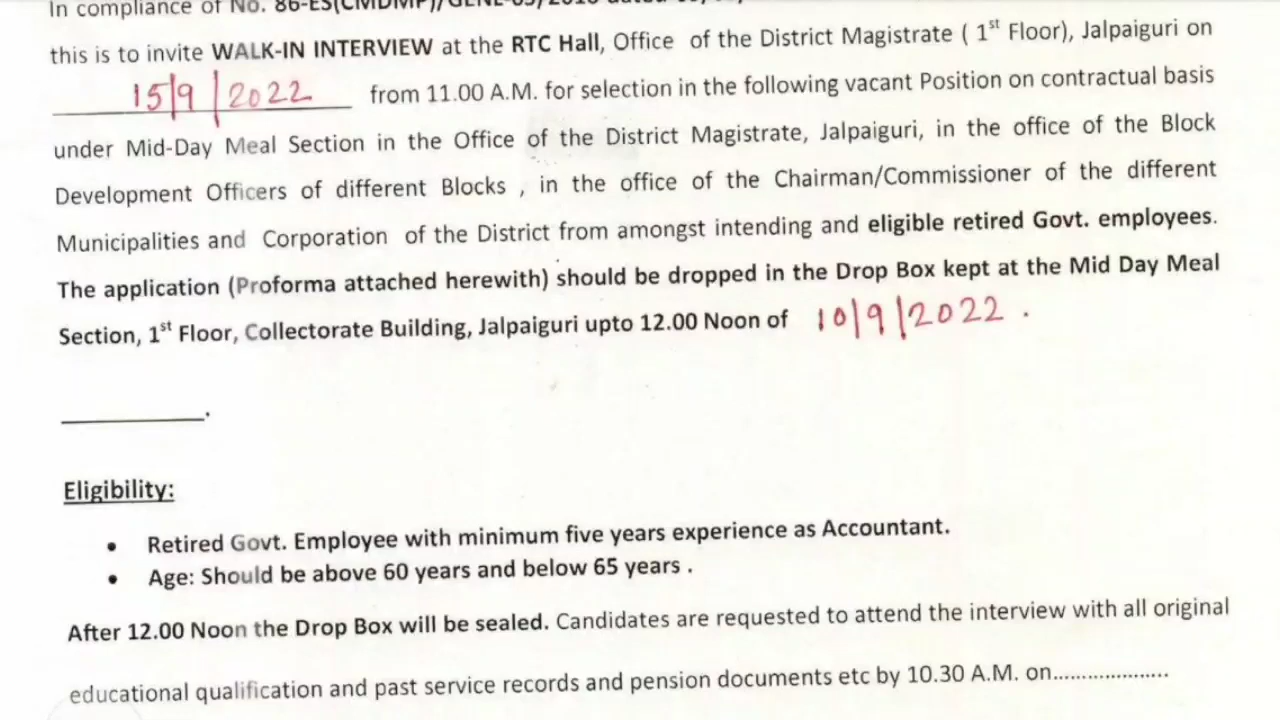 In compliance of No. 86-ES(CMDMP)/GENL-
this is to invite WALK-IN INTERVIEW at the RTC Hall, Office of the District Magistrate ( 1st Floor), Jalpaiguri on
15/9/2022 from 11.00 A.M. for selection in the following vacant Position on contractual basis
under Mid-Day Meal Section in the Office of the District Magistrate, Jalpaiguri, in the office of the Block
Development Officers of different Blocks , in the office of the Chairman/Commissioner of the different
Municipalities and Corporation of the District from amongst intending and eligible retired Govt. employees.
The application (Proforma attached herewith) should be dropped in the Drop Box kept at the Mid Day Meal
Section, 1st Floor, Collectorate Building, Jalpaiguri upto 12.00 Noon of 10/9/2022 .
____________.
Eligibility:
• Retired Govt. Employee with minimum five years experience as Accountant.
• Age: Should be above 60 years and below 65 years .
After 12.00 Noon the Drop Box will be sealed. Candidates are requested to attend the interview with all original
educational qualification and past service records and pension documents etc by 10.30 A.M. on....................